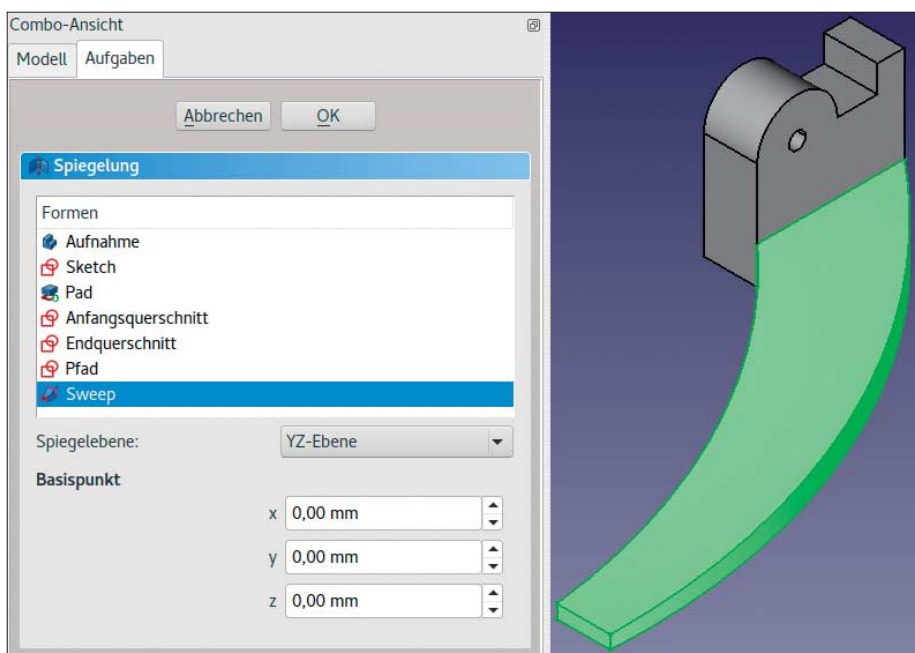 Combo-Ansicht
Modell Aufgaben
Abbrechen OK
Spiegelung
Formen
Aufnahme
Sketch
Pad
Anfangsquerschnitt
Endquerschnitt
Pfad
Sweep
Spiegelebene: YZ-Ebene
Basispunkt
x 0,00 mm
y 0,00 mm
z 0,00 mm